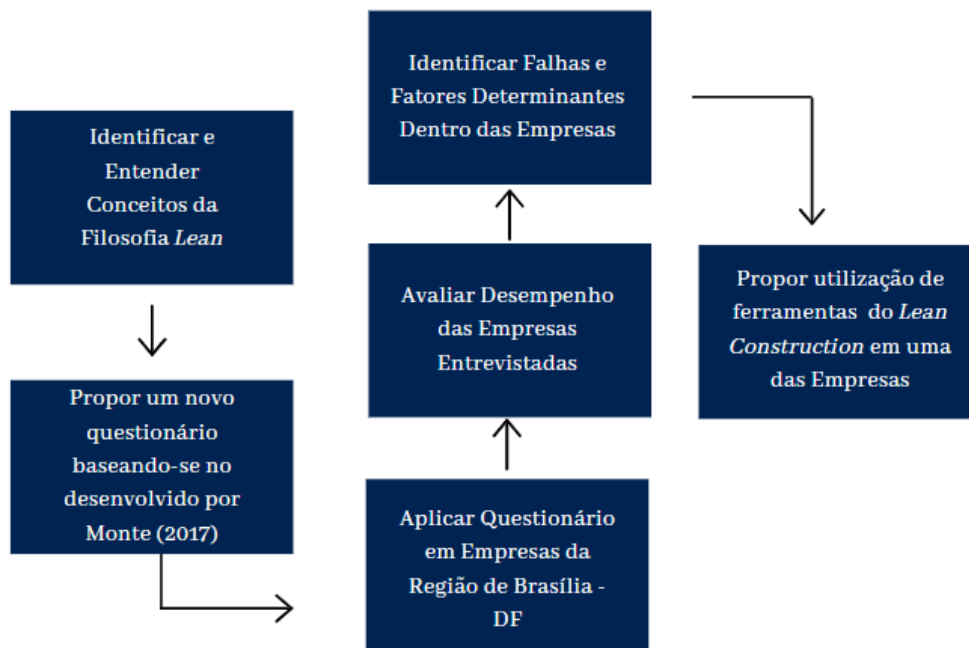 Identificar e
Entender
Conceitos da
Filosofia Lean
Propor um novo
questionário
baseando-se no
desenvolvido por
Monte (2017)
Aplicar Questionário
em Empresas da
Região de Brasília -
DF
Avaliar Desempenho
das Empresas
Entrevistadas
Identificar Falhas e
Fatores Determinantes
Dentro das Empresas
Propor utilização de
ferramentas do Lean
Construction em uma
das Empresas